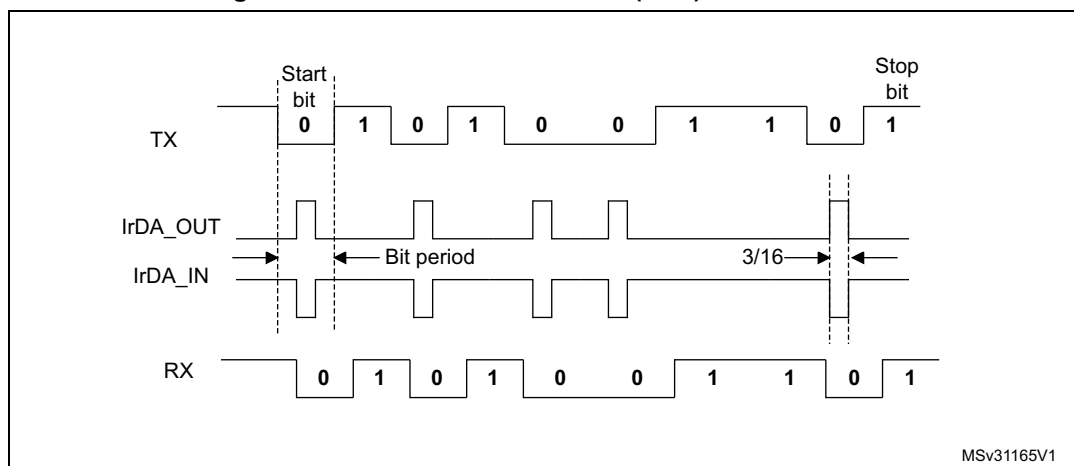 Start
bit
Stop
bit
TX
0 1 0 1 0 0 1 1 0 1
IrDA_OUT
Bit period
3/16
IrDA_IN
RX
0 1 0 1 0 0 1 1 0 1
MSv31165V1